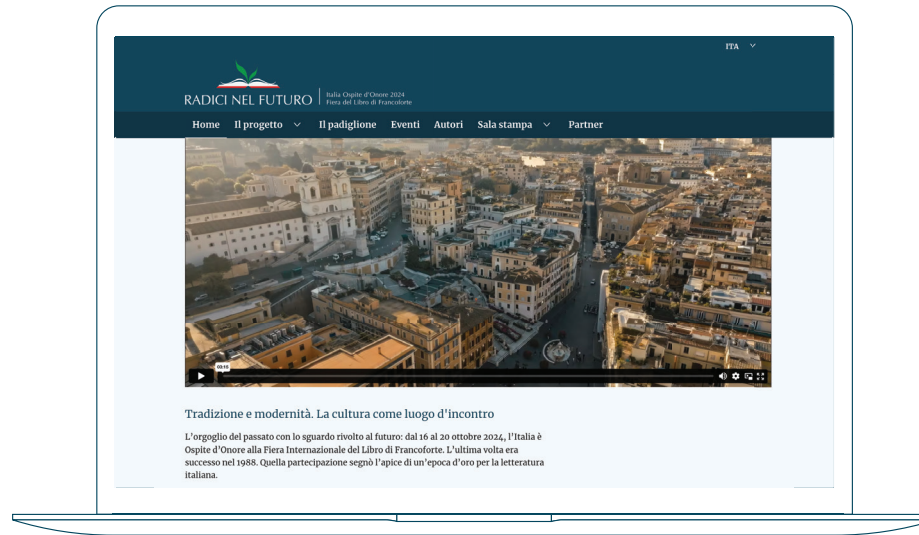 ITA
RADICI NEL FUTURO
Italia Ospite d'Onore 2024
Fiera del Libro di Francoforte
Home Il progetto Il padiglione Eventi Autori Sala stampa Partner
03:15
Tradizione e modernità. La cultura come luogo d'incontro
L'orgoglio del passato con lo sguardo rivolto al futuro: dal 16 al 20 ottobre 2024, l'Italia è
Ospite d'Onore alla Fiera Internazionale del Libro di Francoforte. L'ultima volta era
successo nel 1988. Quella partecipazione segnò l'apice di un'epoca d'oro per la letteratura
italiana.